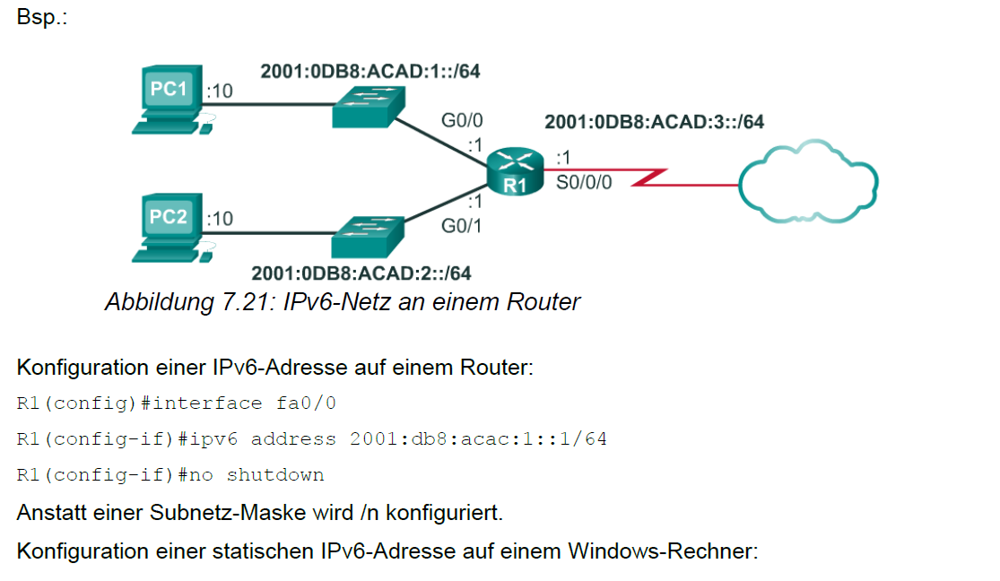 Bsp.:
2001:0DB8:ACAD:1::/64
PC1 :10
G0/0
:1
2001:0DB8:ACAD:3::/64
:1
R1
S0/0/0
PC2 :10
:1
G0/1
2001:0DB8:ACAD:2::/64
Abbildung 7.21: IPv6-Netz an einem Router
Konfiguration einer IPv6-Adresse auf einem Router:
R1(config)#interface fa0/0
R1(config-if)#ipv6 address 2001:db8:acac:1::1/64
R1(config-if)#no shutdown
Anstatt einer Subnetz-Maske wird /n konfiguriert.
Konfiguration einer statischen IPv6-Adresse auf einem Windows-Rechner: